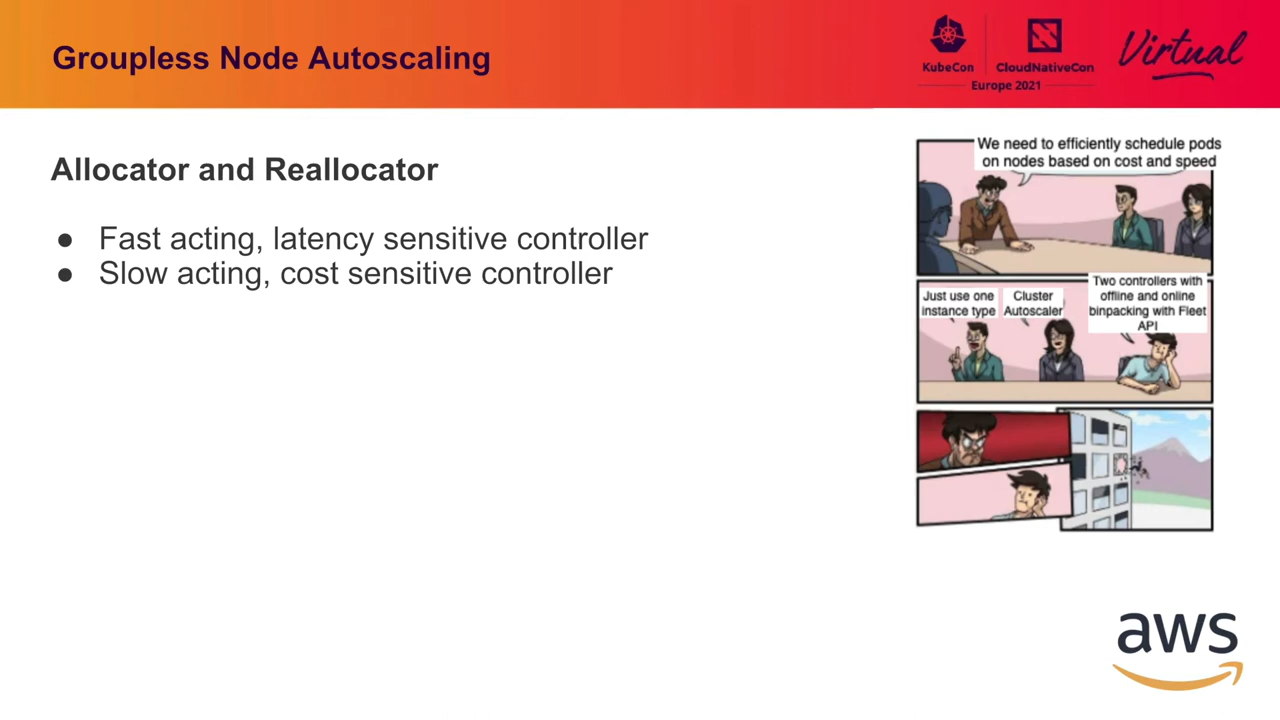 Groupless Node Autoscaling
KubeCon
CloudNativeCon
Europe 2021
Virtual
Allocator and Reallocator
● Fast acting, latency sensitive controller
● Slow acting, cost sensitive controller
We need to efficiently schedule pods
on nodes based on cost and speed
Just use one
instance type
Cluster
Autoscaler
Two controllers with
offline and online
binpacking with Fleet
API
aws